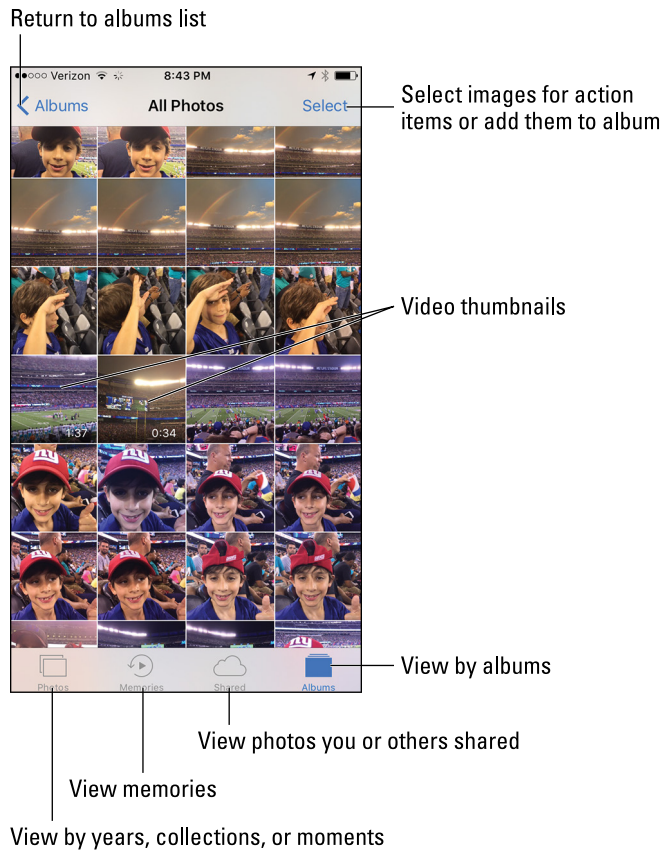 Return to albums list
Verizon 8:43 PM
Albums All Photos Select
Select images for action
items or add them to album
Video thumbnails
1:37 0:34
NY
NY
View by albums
Photos Memories Shared Albums
View photos you or others shared
View memories
View by years, collections, or moments